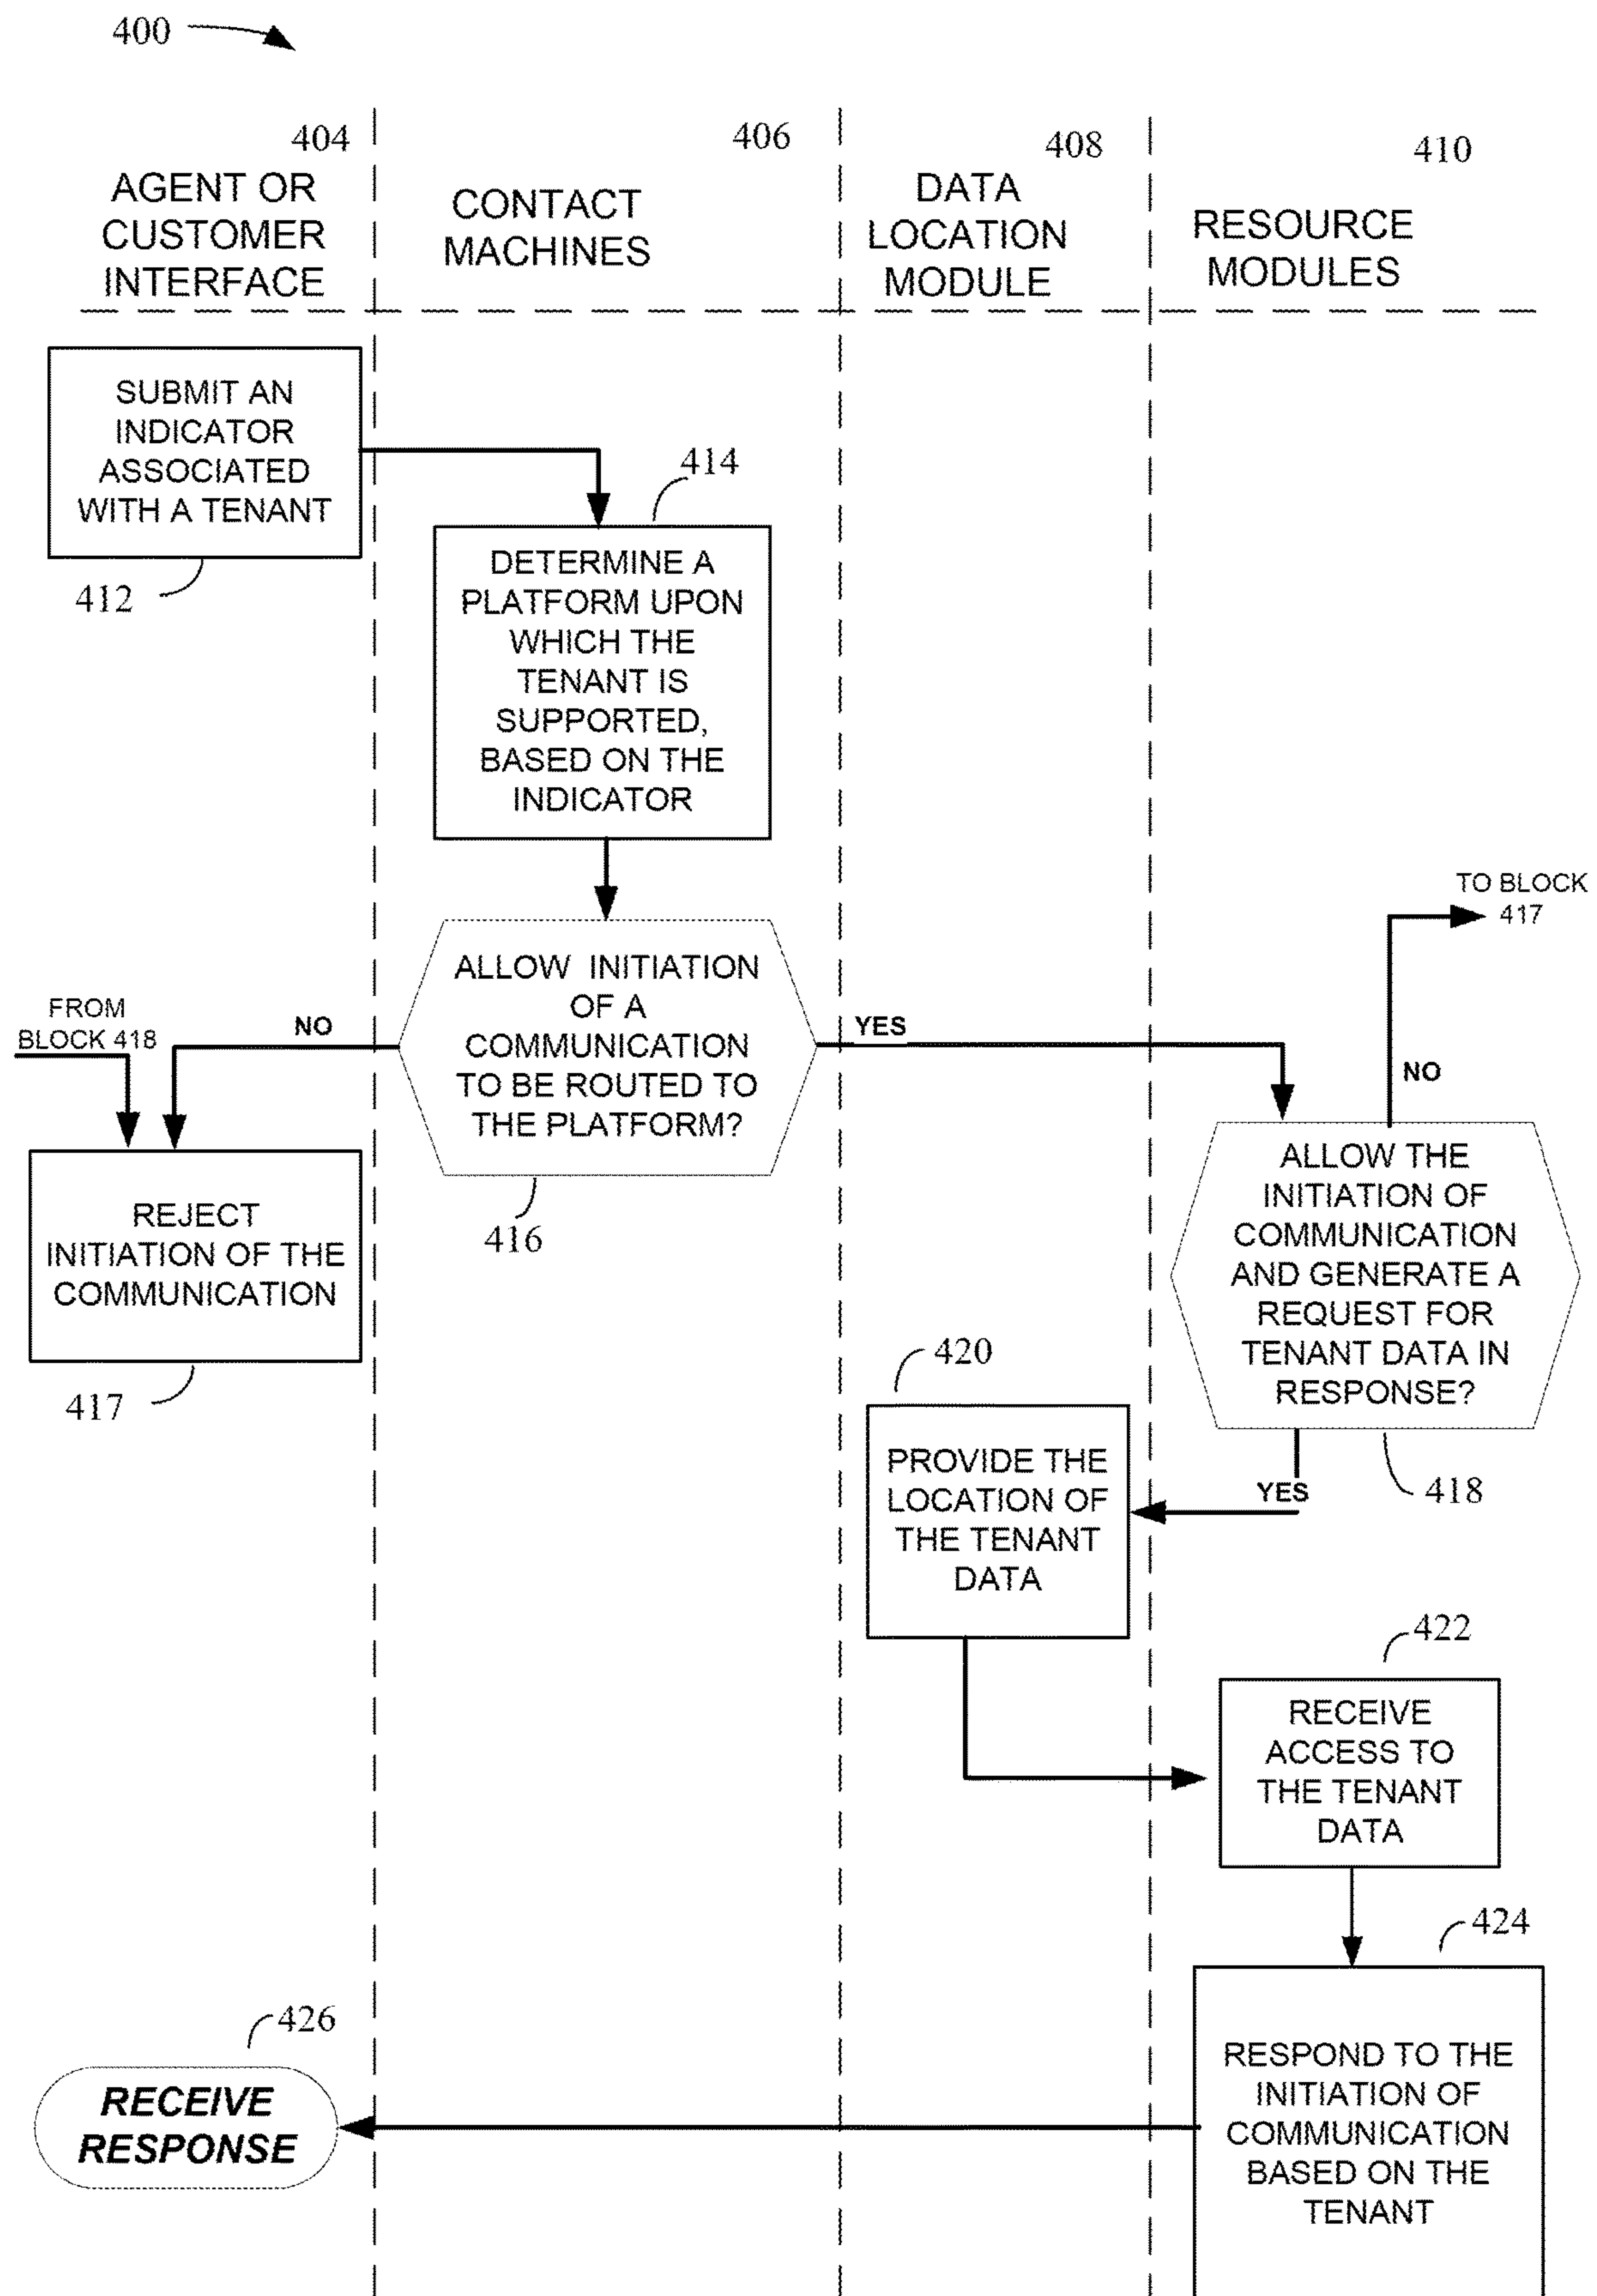 400
404
AGENT OR
CUSTOMER
INTERFACE
406
CONTACT
MACHINES
408
DATA
LOCATION
MODULE
410
RESOURCE
MODULES
SUBMIT AN
INDICATOR
ASSOCIATED
WITH A TENANT
412
414
DETERMINE A
PLATFORM UPON
WHICH THE
TENANT IS
SUPPORTED,
BASED ON THE
INDICATOR
TO BLOCK
417
NO
ALLOW INITIATION
OF A
COMMUNICATION
TO BE ROUTED TO
THE PLATFORM?
416
YES
NO
FROM
BLOCK 418
REJECT
INITIATION OF THE
COMMUNICATION
417
ALLOW THE
INITIATION OF
COMMUNICATION
AND GENERATE A
REQUEST FOR
TENANT DATA IN
RESPONSE?
418
YES
420
PROVIDE THE
LOCATION OF
THE TENANT
DATA
422
RECEIVE
ACCESS TO
THE TENANT
DATA
424
RESPOND TO THE
INITIATION OF
COMMUNICATION
BASED ON THE
TENANT
426
RECEIVE
RESPONSE